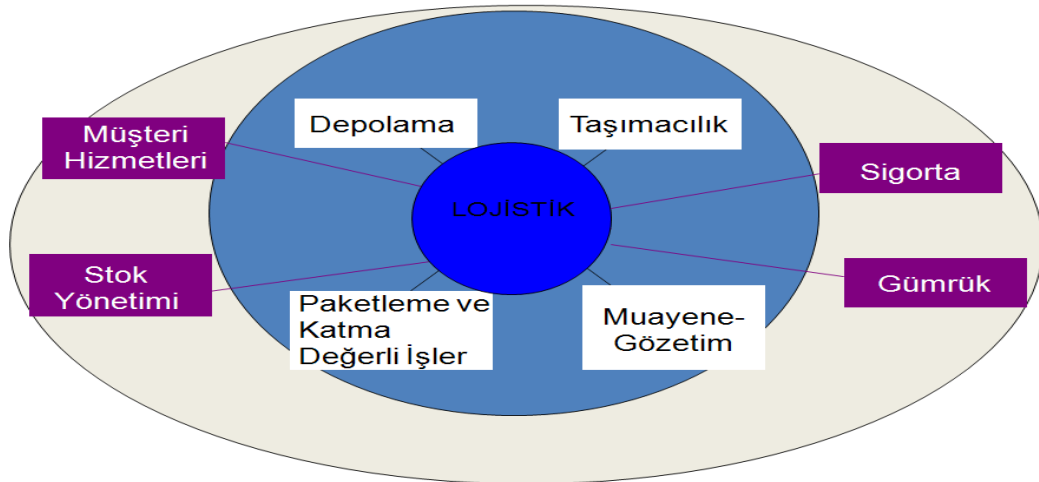 Depolama
Taşımacılık
Müşteri
Hizmetleri
Sigorta
LOJİSTİK
Stok
Yönetimi
Gümrük
Paketleme ve
Katma
Değerli İşler
Muayene-
Gözetim